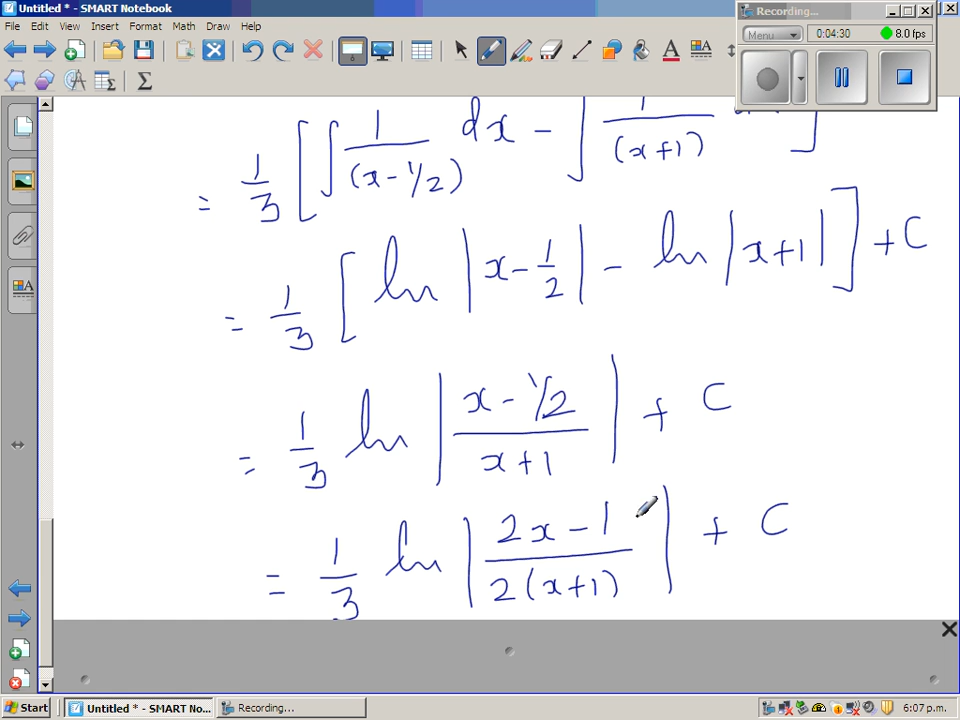 Untitled * - SMART Notebook
File Edit View Insert Format Math Draw Help
Recording...
Menu 0:04:30 8.0 fps
= 1/3 [ ∫ 1/(x-1/2) dx - ∫ 1/(x+1) ]
= 1/3 [ ln |x - 1/2| - ln |x+1| ] + C
= 1/3 ln | (x - 1/2)/(x+1) | + C
= 1/3 ln | (2x - 1)/(2(x+1)) | + C
Start Untitled * - SMART No... Recording... 6:07 p.m.